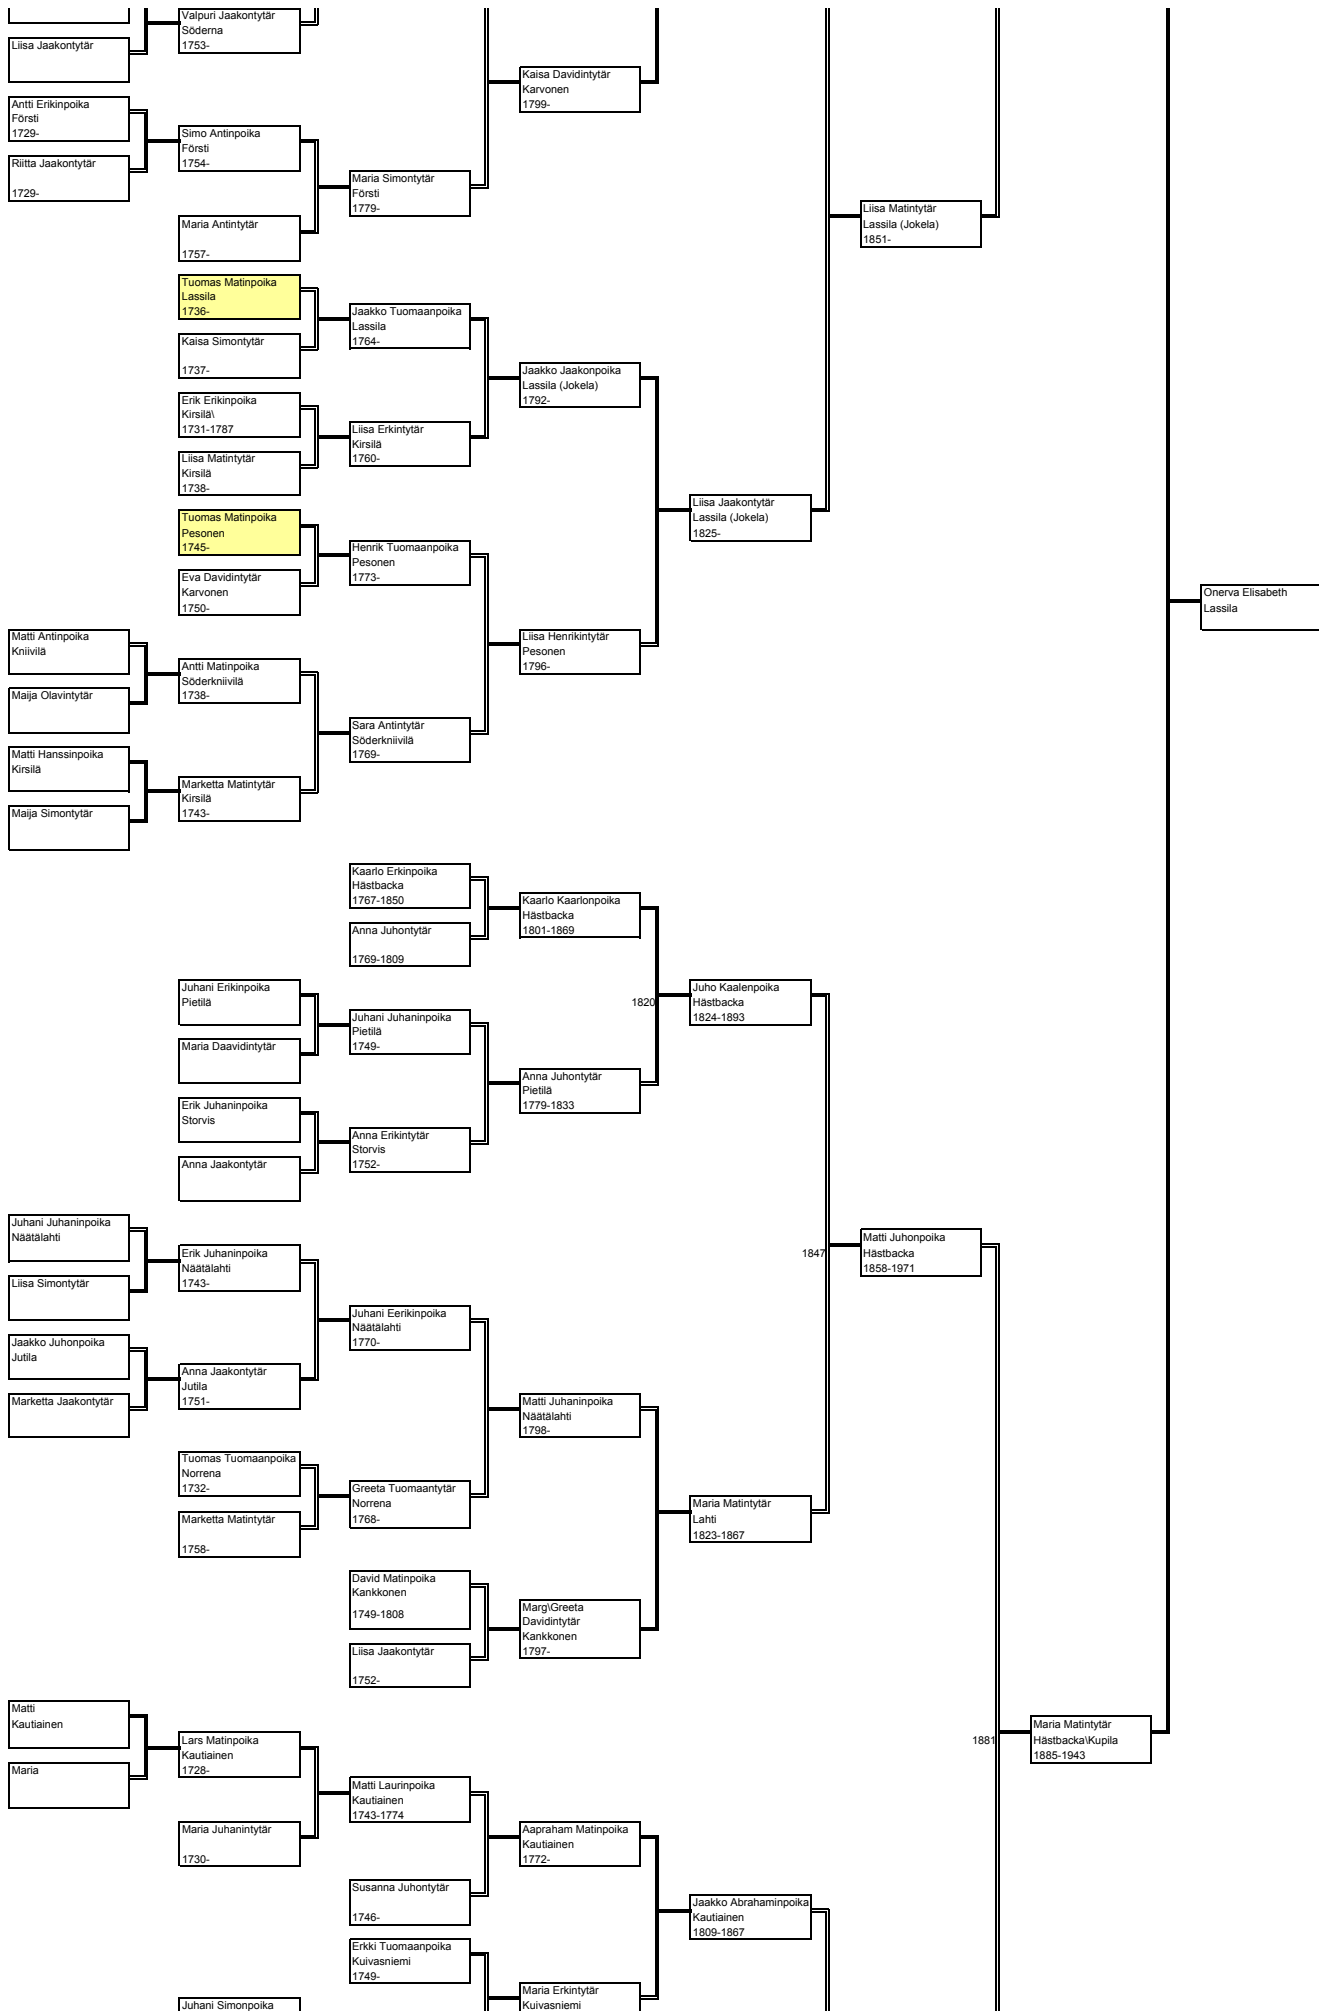 Valpuri Jaakontytär
Söderna
1753-
Liisa Jaakontytär
Kaisa Davidintytär
Karvonen
1799-
Antti Erikinpoika
Försti
1729-
Simo Antinpoika
Försti
1754-
Riitta Jaakontytär
1729-
Maria Simontytär
Försti
1779-
Liisa Matintytär
Lassila (Jokela)
1851-
Maria Antintytär
1757-
Tuomas Matinpoika
Lassila
1736-
Jaakko Tuomaanpoika
Lassila
1764-
Kaisa Simontytär
1737-
Jaakko Jaakonpoika
Lassila (Jokela)
1792-
Erik Erikinpoika
Kirsilä\
1731-1787
Liisa Erkintytär
Kirsilä
1760-
Liisa Matintytär
Kirsilä
1738-
Liisa Jaakontytär
Lassila (Jokela)
1825-
Tuomas Matinpoika
Pesonen
1745-
Henrik Tuomaanpoika
Pesonen
1773-
Eva Davidintytär
Karvonen
1750-
Onerva Elisabeth
Lassila
Matti Antinpoika
Kniivilä
Liisa Henrikintytär
Pesonen
1796-
Antti Matinpoika
Söderkniivilä
1738-
Maija Olavintytär
Sara Antintytär
Söderkniivilä
1769-
Matti Hanssinpoika
Kirsilä
Marketta Matintytär
Kirsilä
1743-
Maija Simontytär
Kaarlo Erkinpoika
Hästbacka
1767-1850
Kaarlo Kaarlonpoika
Hästbacka
1801-1869
Anna Juhontytär
1769-1809
Juhani Erikinpoika
Pietilä
1820
Juho Kaalenpoika
Hästbacka
1824-1893
Juhani Juhaninpoika
Pietilä
1749-
Maria Daavidintytär
Anna Juhontytär
Pietilä
1779-1833
Erik Juhaninpoika
Storvis
Anna Erikintytär
Storvis
1752-
Anna Jaakontytär
Juhani Juhaninpoika
Näätälahti
Matti Juhonpoika
Hästbacka
1858-1971
1847
Erik Juhaninpoika
Näätälahti
1743-
Liisa Simontytär
Juhani Eerikinpoika
Näätälahti
1770-
Jaakko Juhonpoika
Jutila
Anna Jaakontytär
Jutila
1751-
Marketta Jaakontytär
Matti Juhaninpoika
Näätälahti
1798-
Tuomas Tuomaanpoika
Norrena
1732-
Greeta Tuomaantytär
Norrena
1768-
Maria Matintytär
Lahti
1823-1867
Marketta Matintytär
1758-
David Matinpoika
Kankkonen
1749-1808
Marg\Greeta
Davidintytär
Kankkonen
1797-
Liisa Jaakontytär
1752-
Matti
Kautiainen
Maria Matintytär
Hästbacka\Kupila
1885-1943
1881
Lars Matinpoika
Kautiainen
1728-
Maria
Matti Laurinpoika
Kautiainen
1743-1774
Maria Juhanintytär
1730-
Aapraham Matinpoika
Kautiainen
1772-
Susanna Juhontytär
1746-
Jaakko Abrahaminpoika
Kautiainen
1809-1867
Erkki Tuomaanpoika
Kuivasniemi
1749-
Maria Erkintytär
Kuivasniemi
Juhani Simonpoika